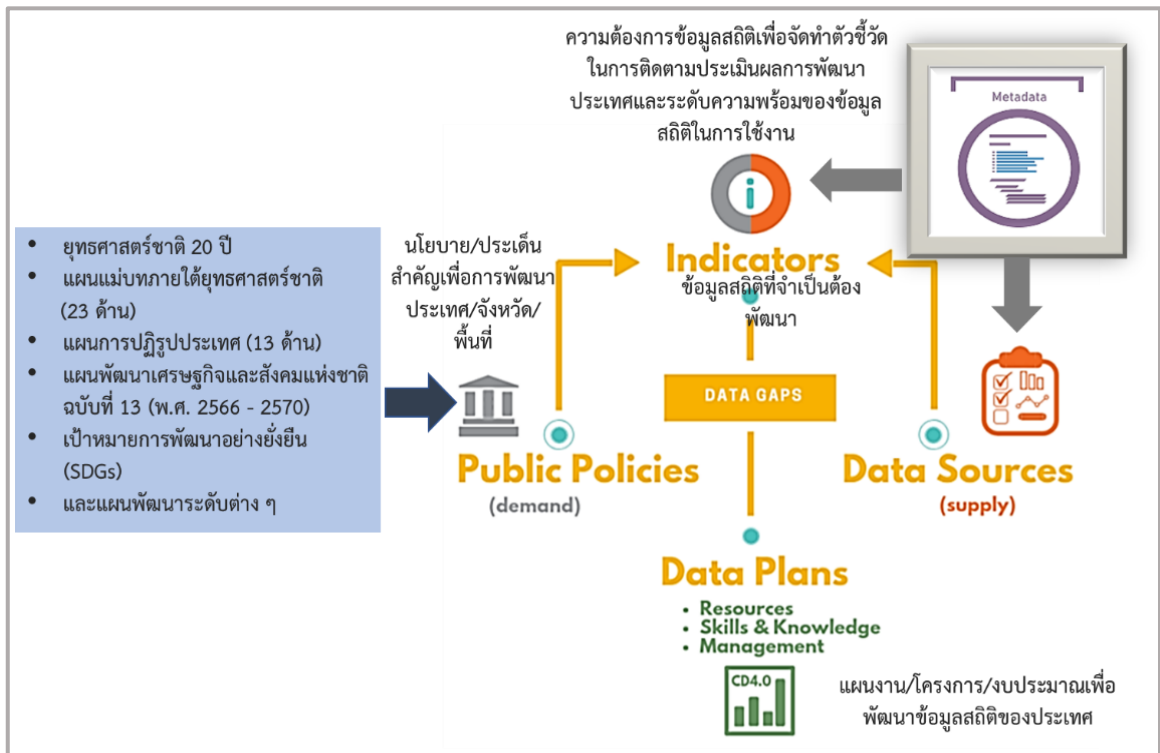 ความต้องการข้อมูลสถิติเพื่อจัดทำตัวชี้วัด
ในการติดตามประเมินผลการพัฒนา
ประเทศและระดับความพร้อมของข้อมูล
สถิติในการใช้งาน
Metadata
i
Indicators
ข้อมูลสถิติที่จำเป็นต้อง
พัฒนา
• ยุทธศาสตร์ชาติ 20 ปี
• แผนแม่บทภายใต้ยุทธศาสตร์ชาติ
(23 ด้าน)
• แผนการปฏิรูปประเทศ (13 ด้าน)
• แผนพัฒนาเศรษฐกิจและสังคมแห่งชาติ
ฉบับที่ 13 (พ.ศ. 2566 - 2570)
• เป้าหมายการพัฒนาอย่างยั่งยืน
(SDGs)
• และแผนพัฒนาระดับต่าง ๆ
นโยบาย/ประเด็น
สำคัญเพื่อการพัฒนา
ประเทศ/จังหวัด/
พื้นที่
DATA GAPS
Public Policies
(demand)
Data Sources
(supply)
Data Plans
• Resources
• Skills & Knowledge
• Management
CD4.0
แผนงาน/โครงการ/งบประมาณเพื่อ
พัฒนาข้อมูลสถิติของประเทศ